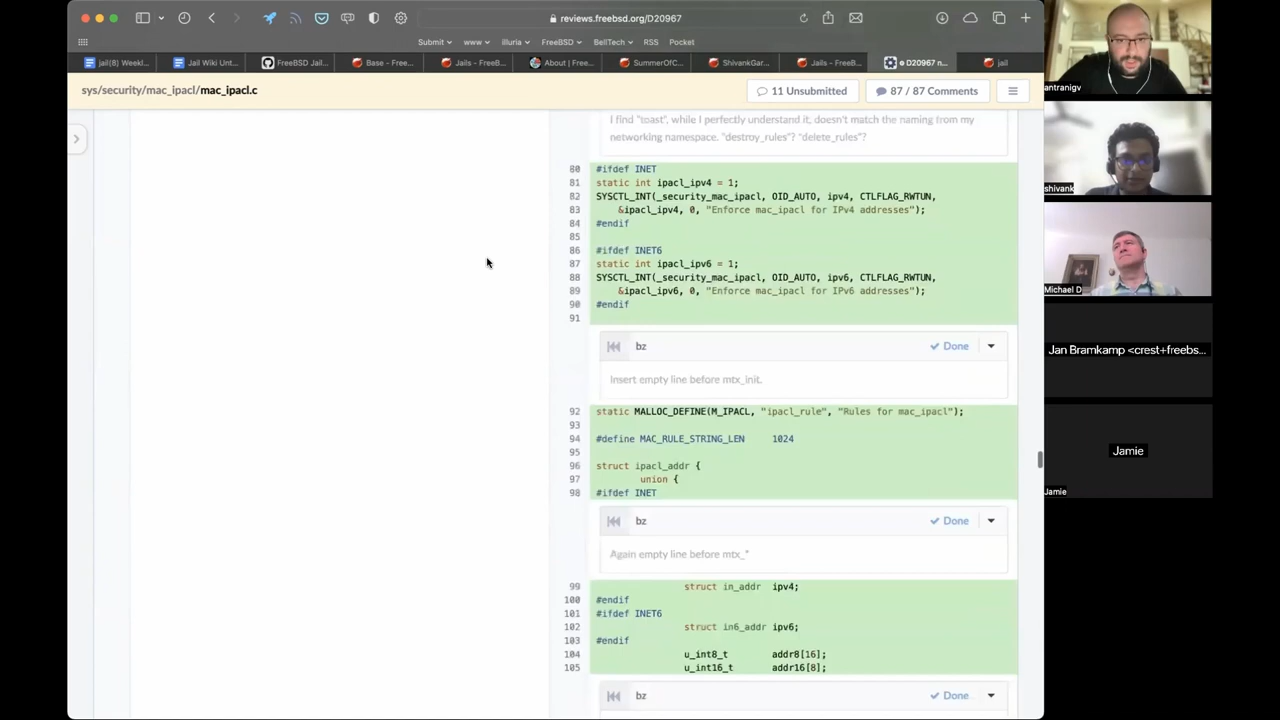 reviews.freebsd.org/D20967
Submit www illuria FreeBSD BellTech RSS Pocket
jail(8) Weekl... Jail Wiki Unt... FreeBSD Jail... Base - Free... Jails - FreeB... About | Free... SummerOfC... ShivankGar... Jails - FreeB... D20967 n... jail
sys/security/mac_ipacl/mac_ipacl.c 11 Unsubmitted 87 / 87 Comments
I find "toast", while I perfectly understand it, doesn't match the naming from my
networking namespace. "destroy_rules"? "delete_rules"?
80 #ifdef INET
81 static int ipacl_ipv4 = 1;
82 SYSCTL_INT(_security_mac_ipacl, OID_AUTO, ipv4, CTLFLAG_RWTUN,
83 &ipacl_ipv4, 0, "Enforce mac_ipacl for IPv4 addresses");
84 #endif
85
86 #ifdef INET6
87 static int ipacl_ipv6 = 1;
88 SYSCTL_INT(_security_mac_ipacl, OID_AUTO, ipv6, CTLFLAG_RWTUN,
89 &ipacl_ipv6, 0, "Enforce mac_ipacl for IPv6 addresses");
90 #endif
91
bz Done
Insert empty line before mtx_init.
92 static MALLOC_DEFINE(M_IPACL, "ipacl_rule", "Rules for mac_ipacl");
93
94 #define MAC_RULE_STRING_LEN 1024
95
96 struct ipacl_addr {
97 union {
98 #ifdef INET
bz Done
Again empty line before mtx_*
99 struct in_addr ipv4;
100 #endif
101 #ifdef INET6
102 struct in6_addr ipv6;
103 #endif
104 u_int8_t addr8[16];
105 u_int16_t addr16[8];
bz Done
antranigv
shivank
Michael D
Jan Bramkamp <crest+freebs...
Jamie
Jamie